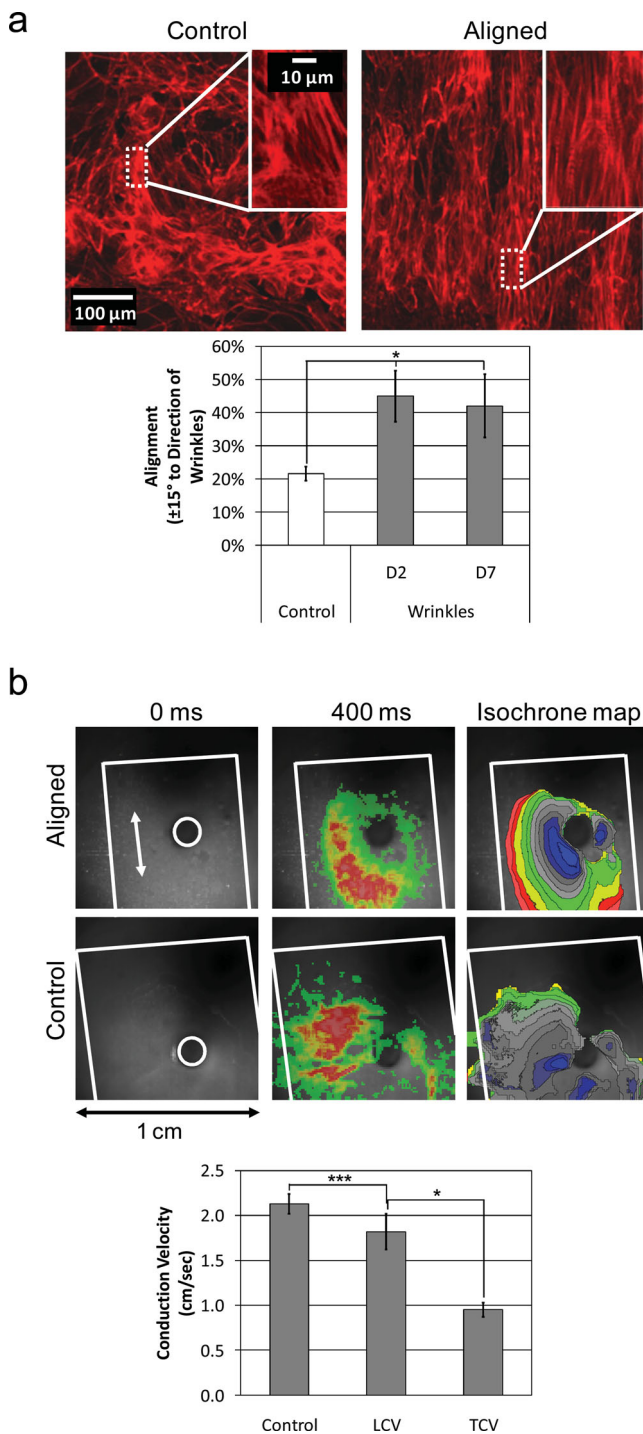 a
Control
Aligned
10 µm
100 µm
Alignment
(±15° to Direction of
Wrinkles)
60%
50%
40%
30%
20%
10%
0%
*
D2
D7
Control
Wrinkles
b
0 ms
400 ms
Isochrone map
Aligned
Control
1 cm
Conduction Velocity
(cm/sec)
2.5
2.0
1.5
1.0
0.5
0.0
***
*
Control
LCV
TCV